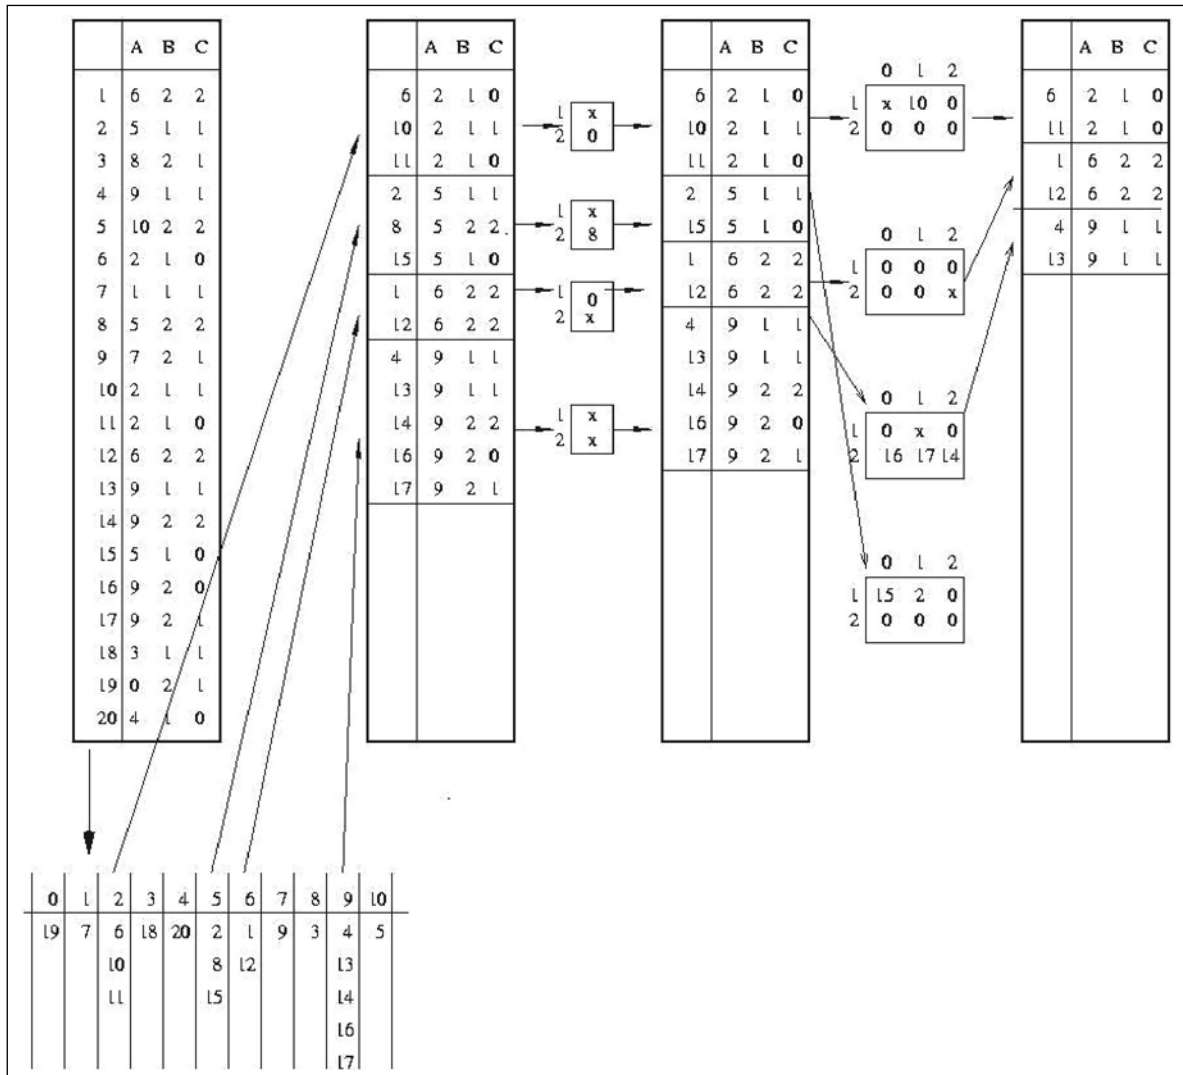 A B C
1 6 2 2
2 5 1 1
3 8 2 1
4 9 1 1
5 10 2 2
6 2 1 0
7 1 1 1
8 5 2 2
9 7 2 1
10 2 1 1
11 2 1 0
12 6 2 2
13 9 1 1
14 9 2 2
15 5 1 0
16 9 2 0
17 9 2 1
18 3 1 1
19 0 2 1
20 4 1 0
0 1 2 3 4 5 6 7 8 9 10
19 7 6 18 20 2 1 9 3 4 5
10 8 12 13
11 15 14
16
17
A B C
6 2 1 0
10 2 1 1
11 2 1 0
2 5 1 1
8 5 2 2
15 5 1 0
1 6 2 2
12 6 2 2
4 9 1 1
13 9 1 1
14 9 2 2
16 9 2 0
17 9 2 1
1 x
2 0
1 x
2 8
1 0
2 x
1 x
2 x
A B C
6 2 1 0
10 2 1 1
11 2 1 0
2 5 1 1
15 5 1 0
1 6 2 2
12 6 2 2
4 9 1 1
13 9 1 1
14 9 2 2
16 9 2 0
17 9 2 1
0 1 2
1 x 10 0
2 0 0 0
0 1 2
1 0 0 0
2 0 0 x
0 1 2
1 0 x 0
2 16 17 14
0 1 2
1 15 2 0
2 0 0 0
A B C
6 2 1 0
11 2 1 0
1 6 2 2
12 6 2 2
4 9 1 1
13 9 1 1